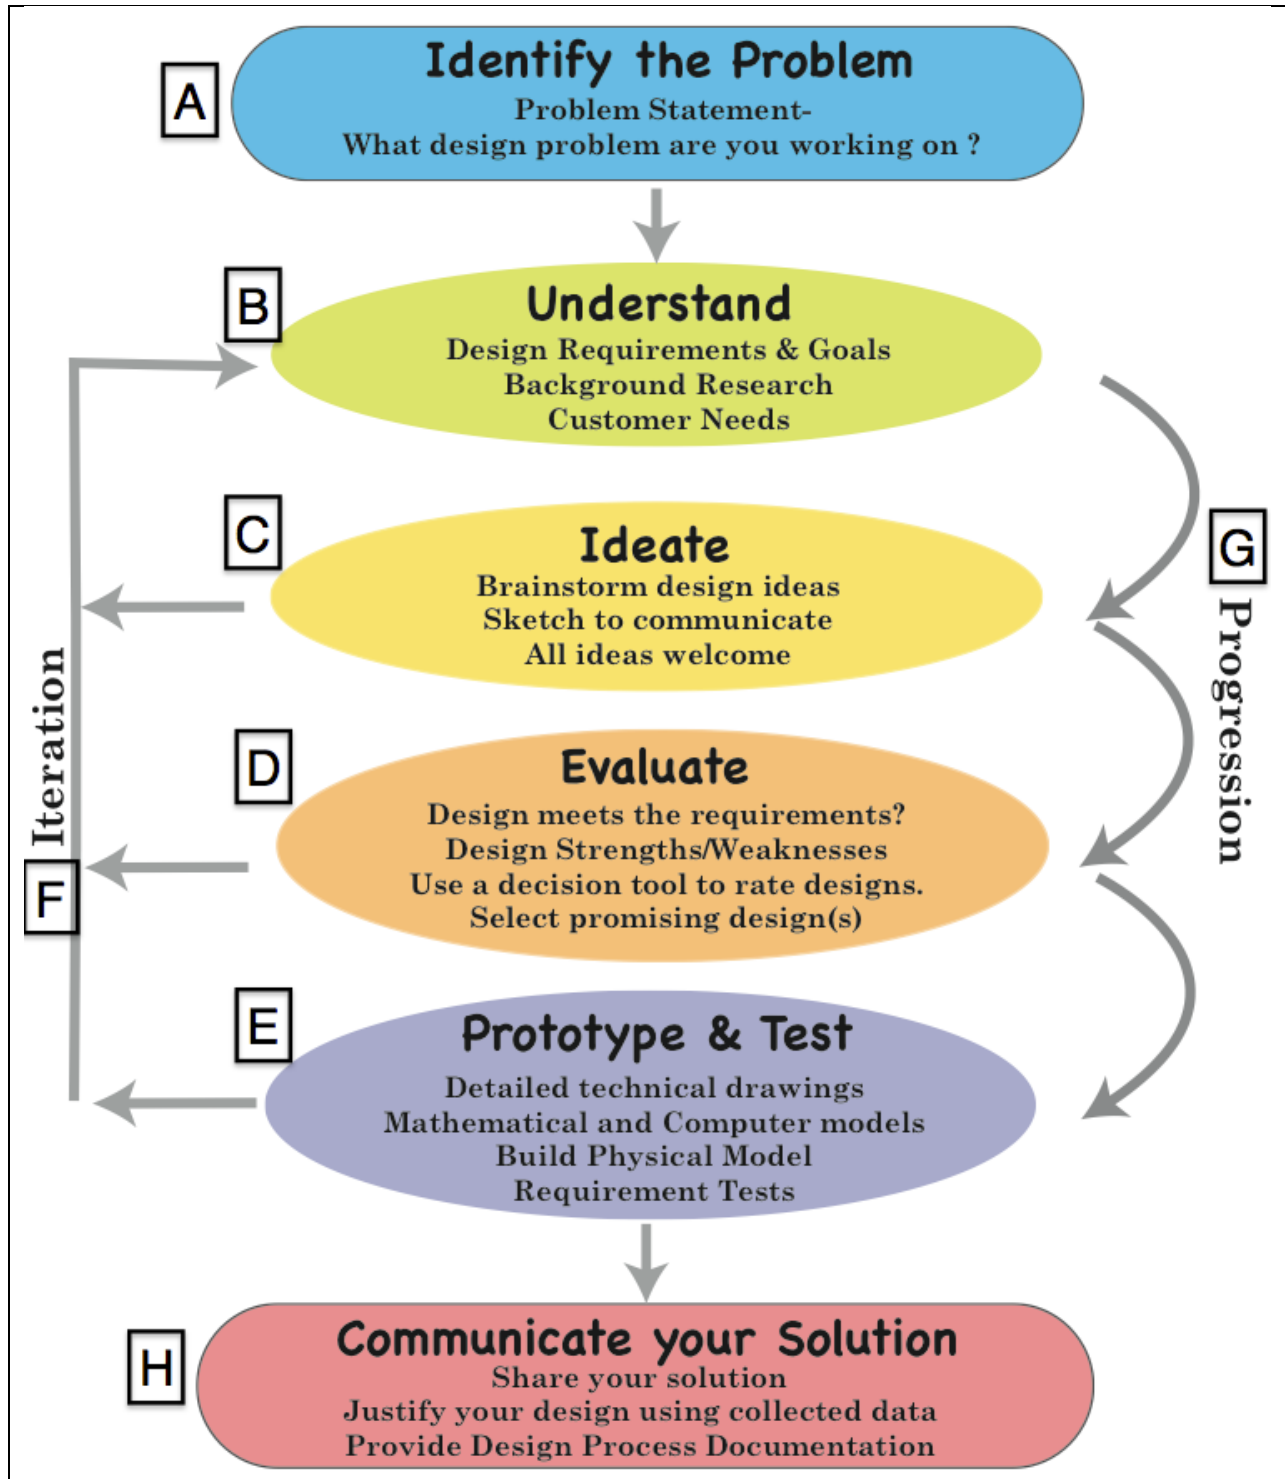 A
Identify the Problem
Problem Statement-
What design problem are you working on ?
B
Understand
Design Requirements & Goals
Background Research
Customer Needs
C
Ideate
Brainstorm design ideas
Sketch to communicate
All ideas welcome
G
Progression
D
Evaluate
Design meets the requirements?
Design Strengths/Weaknesses
Use a decision tool to rate designs.
Select promising design(s)
Iteration
F
E
Prototype & Test
Detailed technical drawings
Mathematical and Computer models
Build Physical Model
Requirement Tests
H
Communicate your Solution
Share your solution
Justify your design using collected data
Provide Design Process Documentation